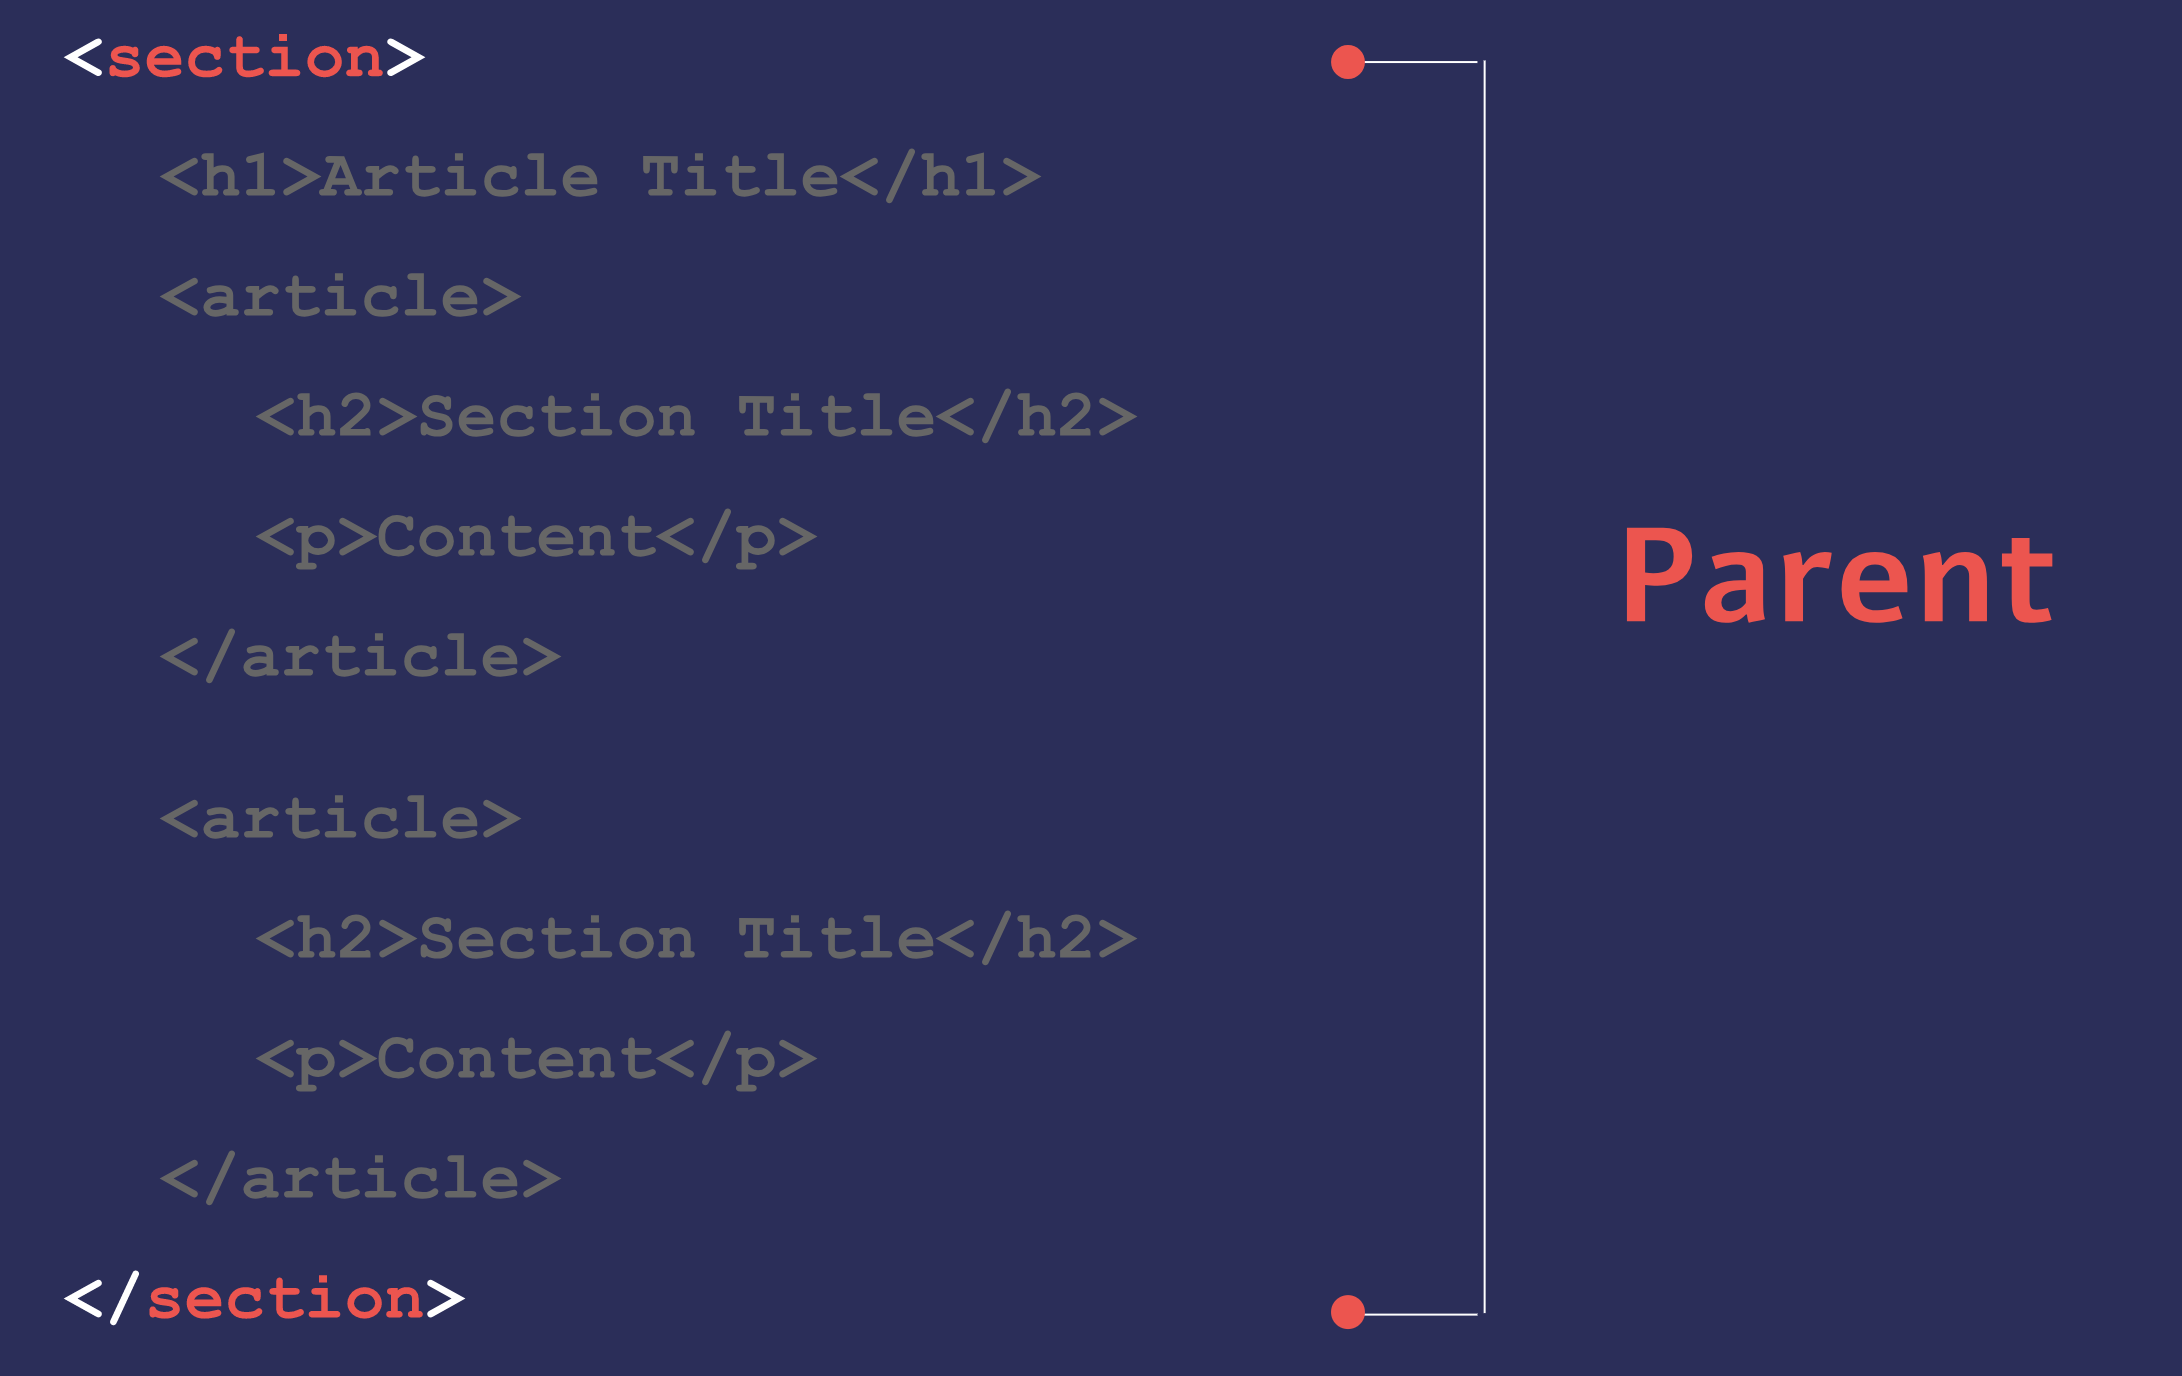 <section>
<h1>Article Title</h1>
<article>
<h2>Section Title</h2>
<p>Content</p>
</article>
<article>
<h2>Section Title</h2>
<p>Content</p>
</article>
</section>
Parent